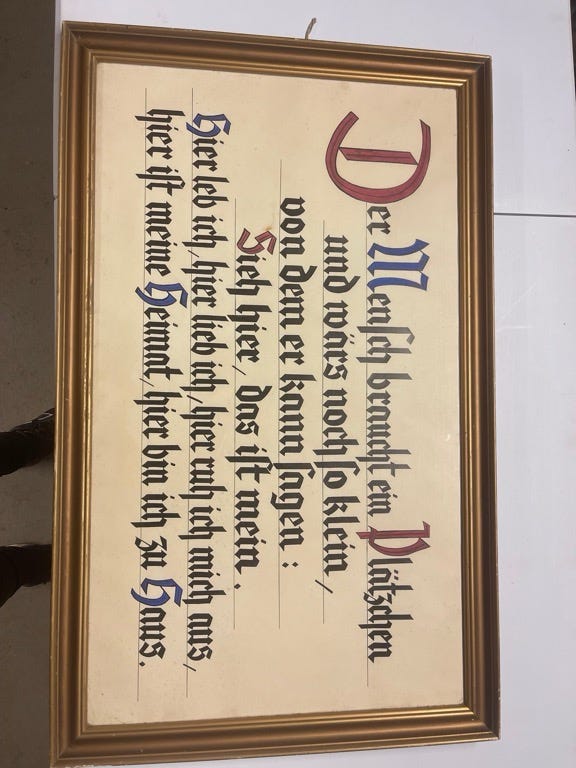 Der Mensch braucht ein Plätzchen
und wärs noch so klein,
von dem er kann sagen:
Sieh hier, das ist mein.
Hier leb ich, hier lieb ich, hier ruh ich mich aus,
hier ist meine Heimat, hier bin ich zu Haus.